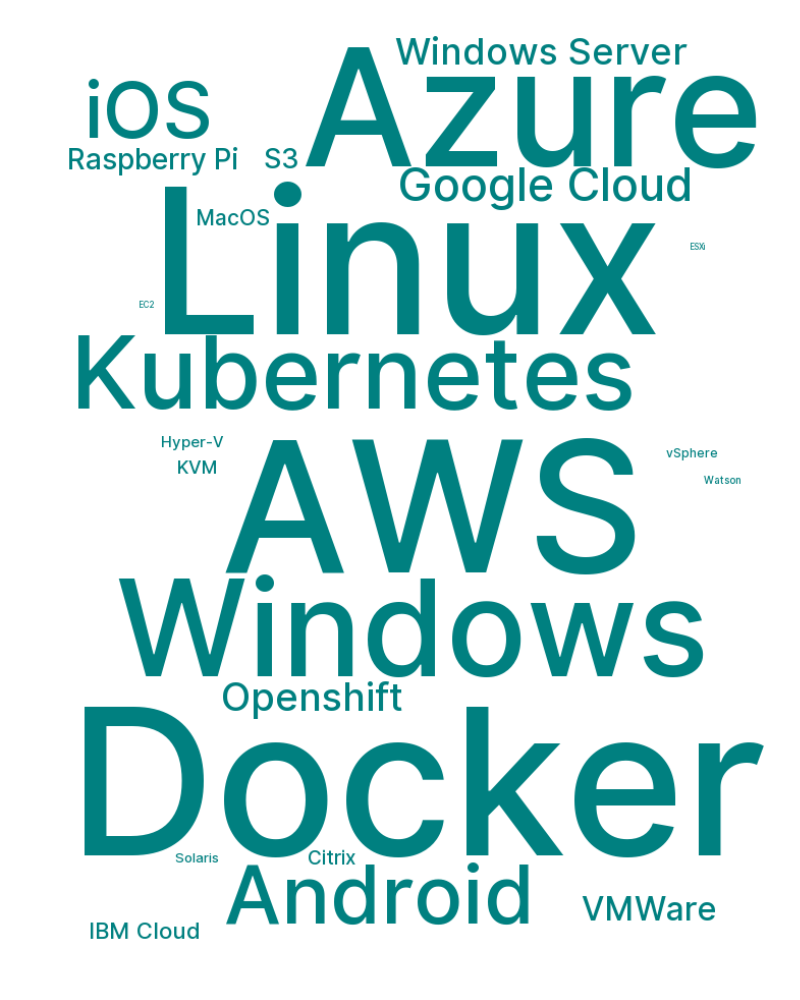 Windows Server
Azure
iOS
Raspberry Pi
S3
Google Cloud
Linux
MacOS
ESXi
EC2
Kubernetes
Hyper-V
AWS
vSphere
KVM
Watson
Windows
Openshift
Docker
Solaris
Citrix
Android
VMWare
IBM Cloud